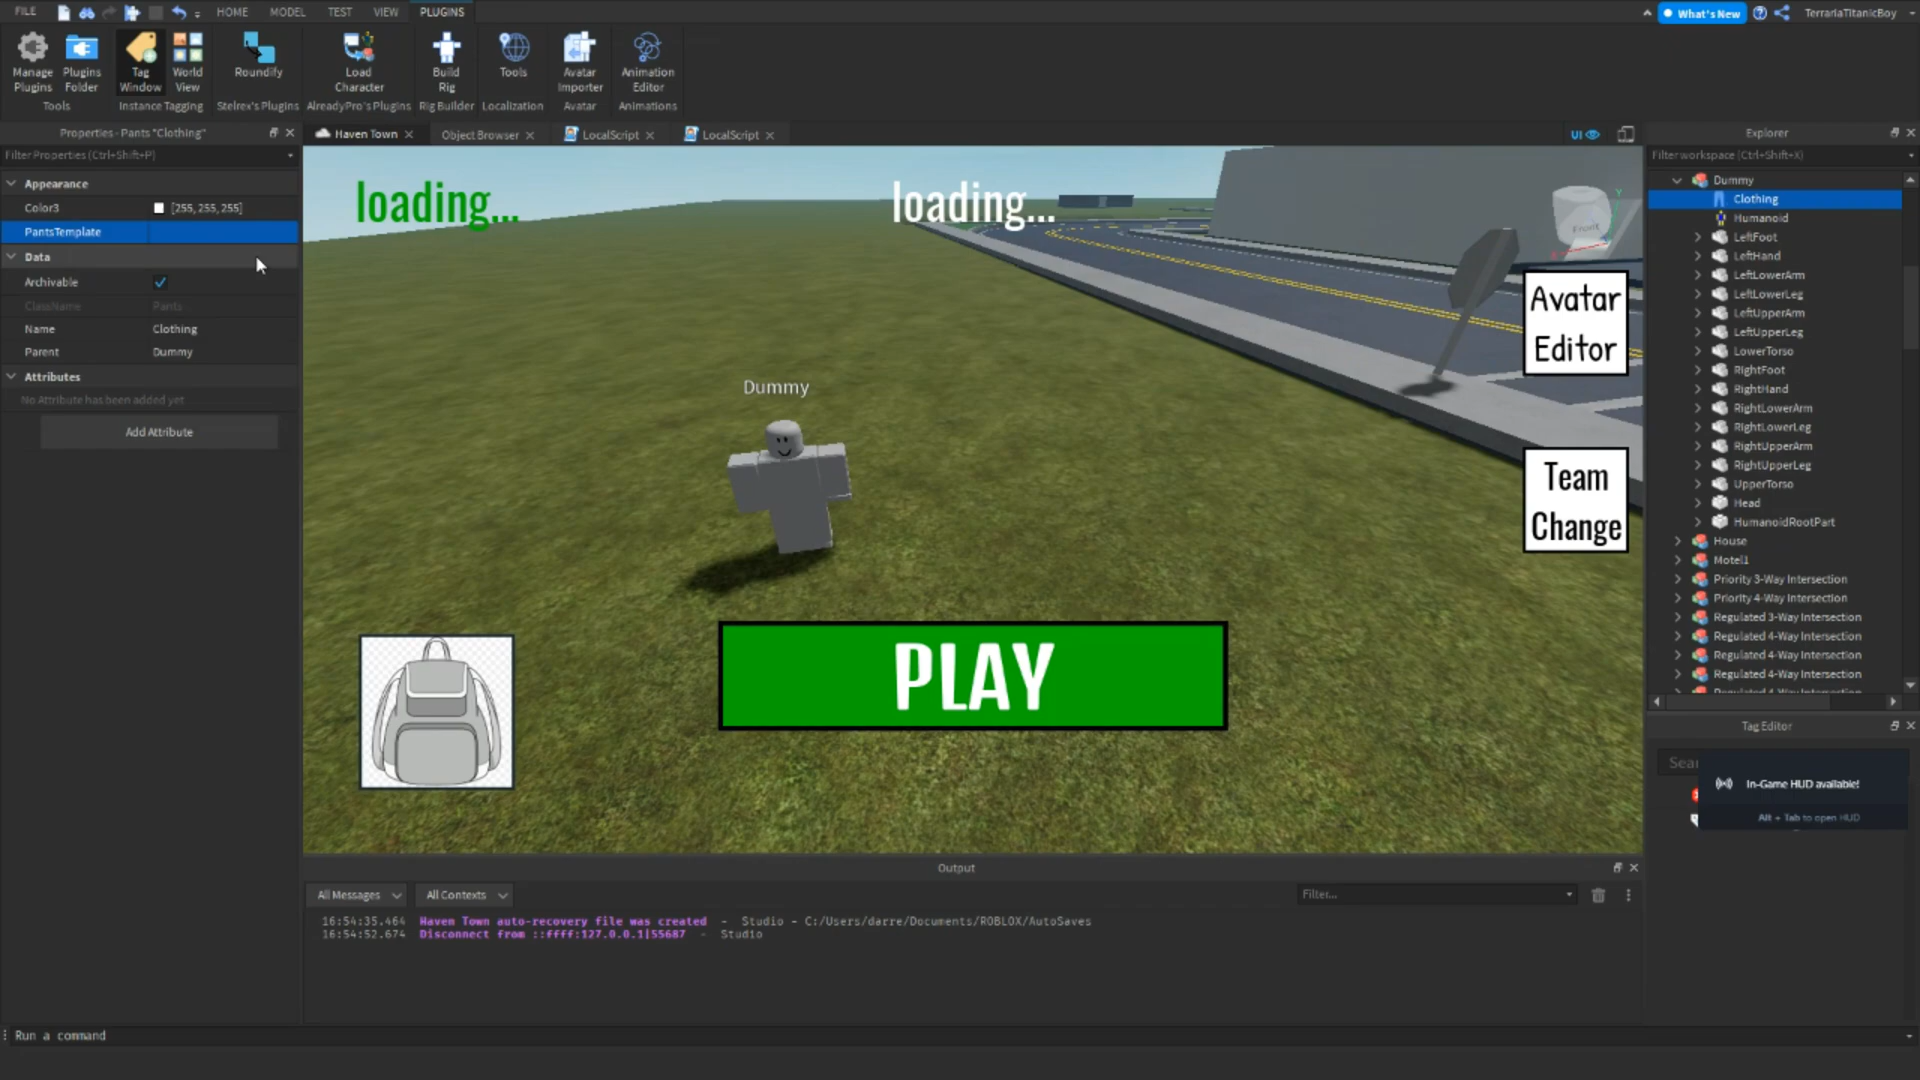 FILE
HOME
MODEL
TEST
VIEW
PLUGINS
What's New
TerrariaTitanicBoy
Manage Plugins
Plugins Folder
Tag Window
World View
Roundify
Load Character
Build Rig
Tools
Avatar Importer
Animation Editor
Tools
Instance Tagging
Stelrex's Plugins
AlreadyPro's Plugins
Rig Builder
Localization
Avatar
Animations
Properties - Pants "Clothing"
Filter Properties (Ctrl+Shift+P)
Appearance
Color3 [255, 255, 255]
PantsTemplate
Data
Archivable
ClassName Pants
Name Clothing
Parent Dummy
Attributes
No Attribute has been added yet
Add Attribute
Haven Town
Object Browser
LocalScript
LocalScript
UI
loading...
loading...
Front
Y
Avatar
Editor
Dummy
Team
Change
PLAY
Explorer
Filter workspace (Ctrl+Shift+X)
Dummy
Clothing
Humanoid
LeftFoot
LeftHand
LeftLowerArm
LeftLowerLeg
LeftUpperArm
LeftUpperLeg
LowerTorso
RightFoot
RightHand
RightLowerArm
RightLowerLeg
RightUpperArm
RightUpperLeg
UpperTorso
Head
HumanoidRootPart
House
Motel1
Priority 3-Way Intersection
Priority 4-Way Intersection
Regulated 3-Way Intersection
Regulated 4-Way Intersection
Regulated 4-Way Intersection
Regulated 4-Way Intersection
Tag Editor
Sear
In-Game HUD available!
Alt + Tab to open HUD
Output
All Messages
All Contexts
Filter...
16:54:35.464 Haven Town auto-recovery file was created - Studio - C:/Users/darre/Documents/ROBLOX/AutoSaves
16:54:52.674 Disconnect from ::ffff:127.0.0.1|55687 - Studio
Run a command